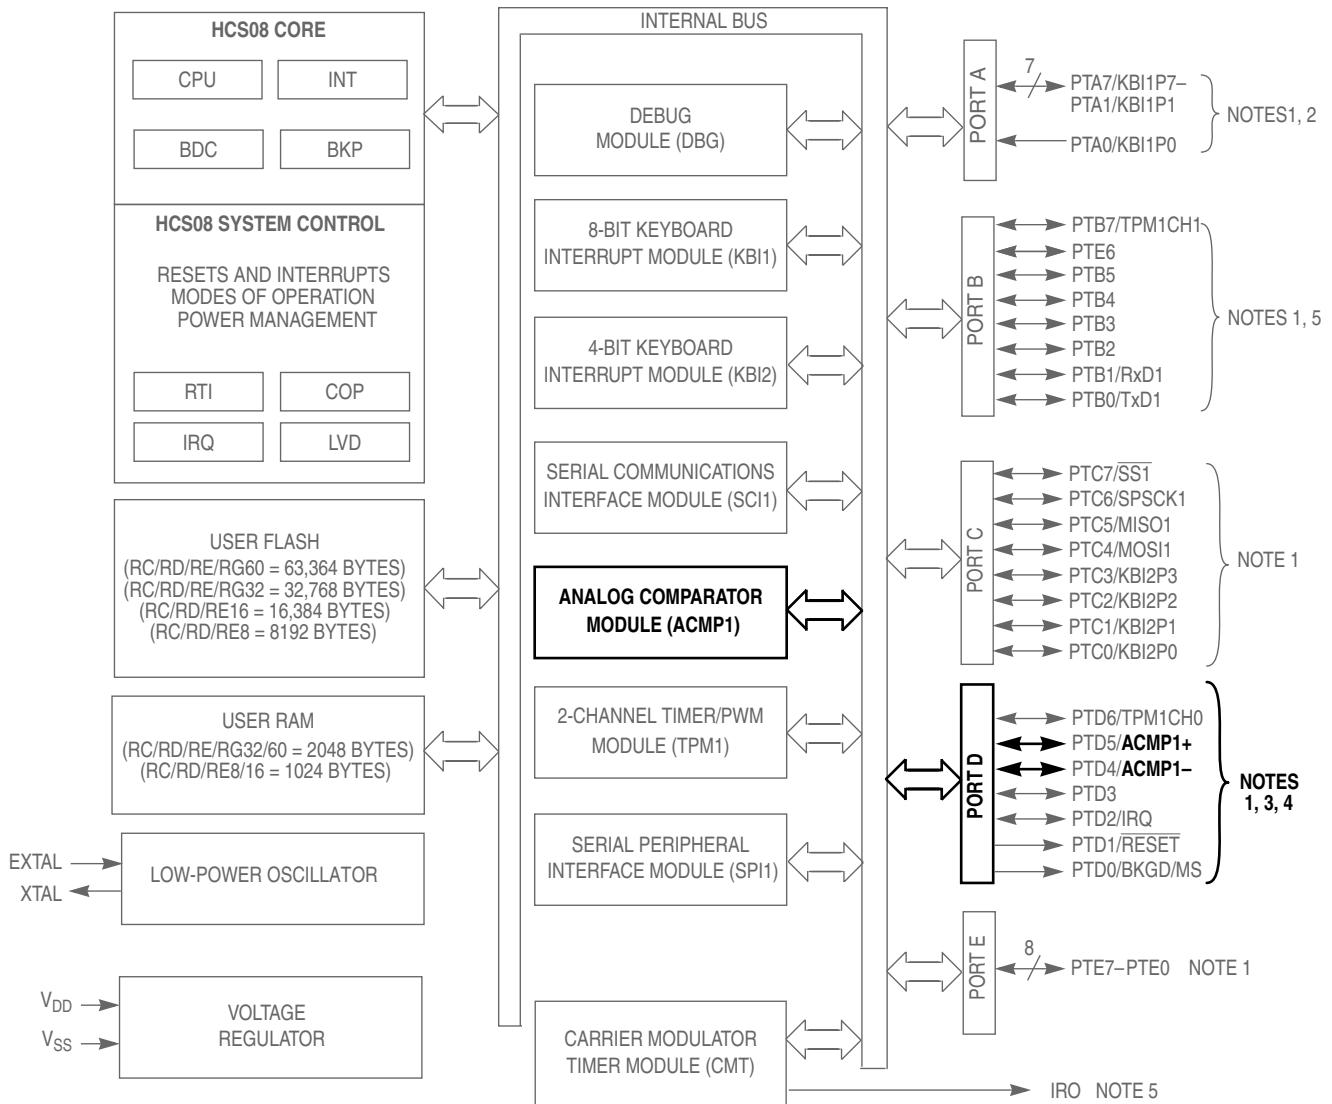 HCS08 CORE
CPU
INT
BDC
BKP
HCS08 SYSTEM CONTROL
RESETS AND INTERRUPTS
MODES OF OPERATION
POWER MANAGEMENT
RTI
COP
IRQ
LVD
USER FLASH
(RC/RD/RE/RG60 = 63,364 BYTES)
(RC/RD/RE/RG32 = 32,768 BYTES)
(RC/RD/RE16 = 16,384 BYTES)
(RC/RD/RE8 = 8192 BYTES)
USER RAM
(RC/RD/RE/RG32/60 = 2048 BYTES)
(RC/RD/RE8/16 = 1024 BYTES)
EXTAL
XTAL
LOW-POWER OSCILLATOR
VDD
VSS
VOLTAGE
REGULATOR
INTERNAL BUS
DEBUG
MODULE (DBG)
8-BIT KEYBOARD
INTERRUPT MODULE (KBI1)
4-BIT KEYBOARD
INTERRUPT MODULE (KBI2)
SERIAL COMMUNICATIONS
INTERFACE MODULE (SCI1)
ANALOG COMPARATOR
MODULE (ACMP1)
2-CHANNEL TIMER/PWM
MODULE (TPM1)
SERIAL PERIPHERAL
INTERFACE MODULE (SPI1)
CARRIER MODULATOR
TIMER MODULE (CMT)
PORT A
7
PTA7/KBI1P7–
PTA1/KBI1P1
PTA0/KBI1P0
NOTES1, 2
PORT B
PTB7/TPM1CH1
PTE6
PTB5
PTB4
PTB3
PTB2
PTB1/RxD1
PTB0/TxD1
NOTES 1, 5
PORT C
PTC7/SS1
PTC6/SPSCK1
PTC5/MISO1
PTC4/MOSI1
PTC3/KBI2P3
PTC2/KBI2P2
PTC1/KBI2P1
PTC0/KBI2P0
NOTE 1
PORT D
PTD6/TPM1CH0
PTD5/ACMP1+
PTD4/ACMP1–
PTD3
PTD2/IRQ
PTD1/RESET
PTD0/BKGD/MS
NOTES
1, 3, 4
PORT E
8
PTE7–PTE0 NOTE 1
IRO NOTE 5